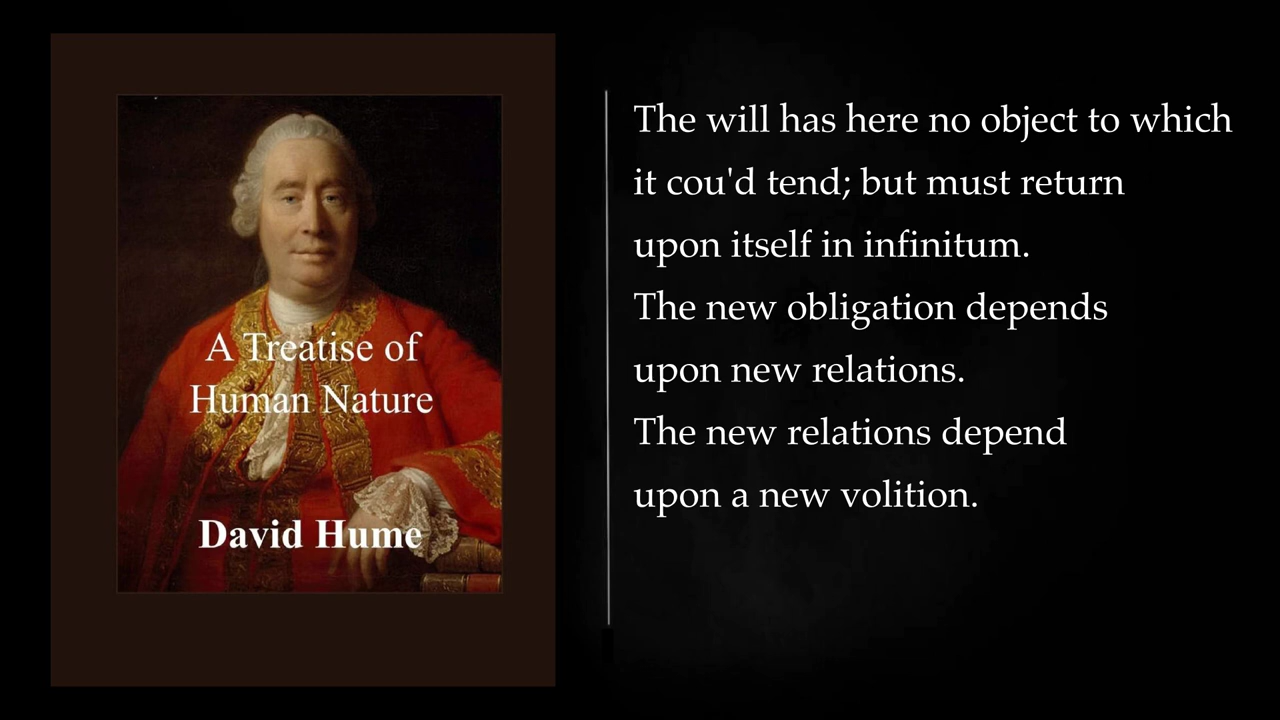 A Treatise of
Human Nature
David Hume
The will has here no object to which
it cou'd tend; but must return
upon itself in infinitum.
The new obligation depends
upon new relations.
The new relations depend
upon a new volition.